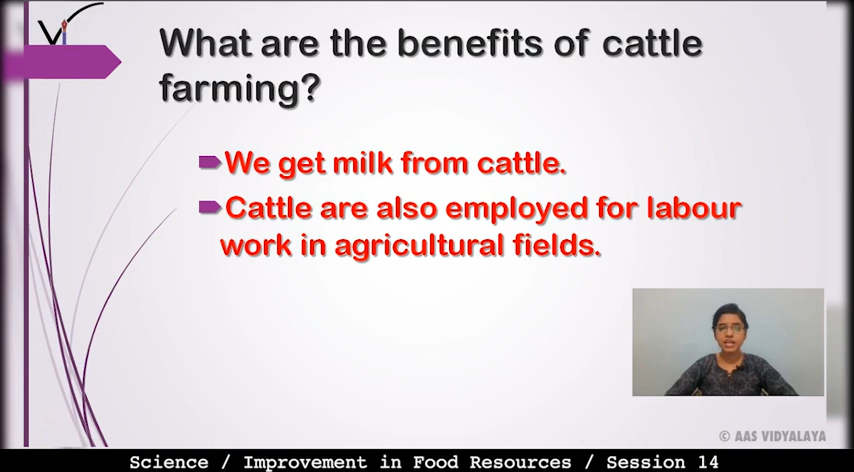 What are the benefits of cattle
farming?
We get milk from cattle.
Cattle are also employed for labour
work in agricultural fields.
© AAS VIDYALAYA
Science / Improvement in Food Resources / Session 14